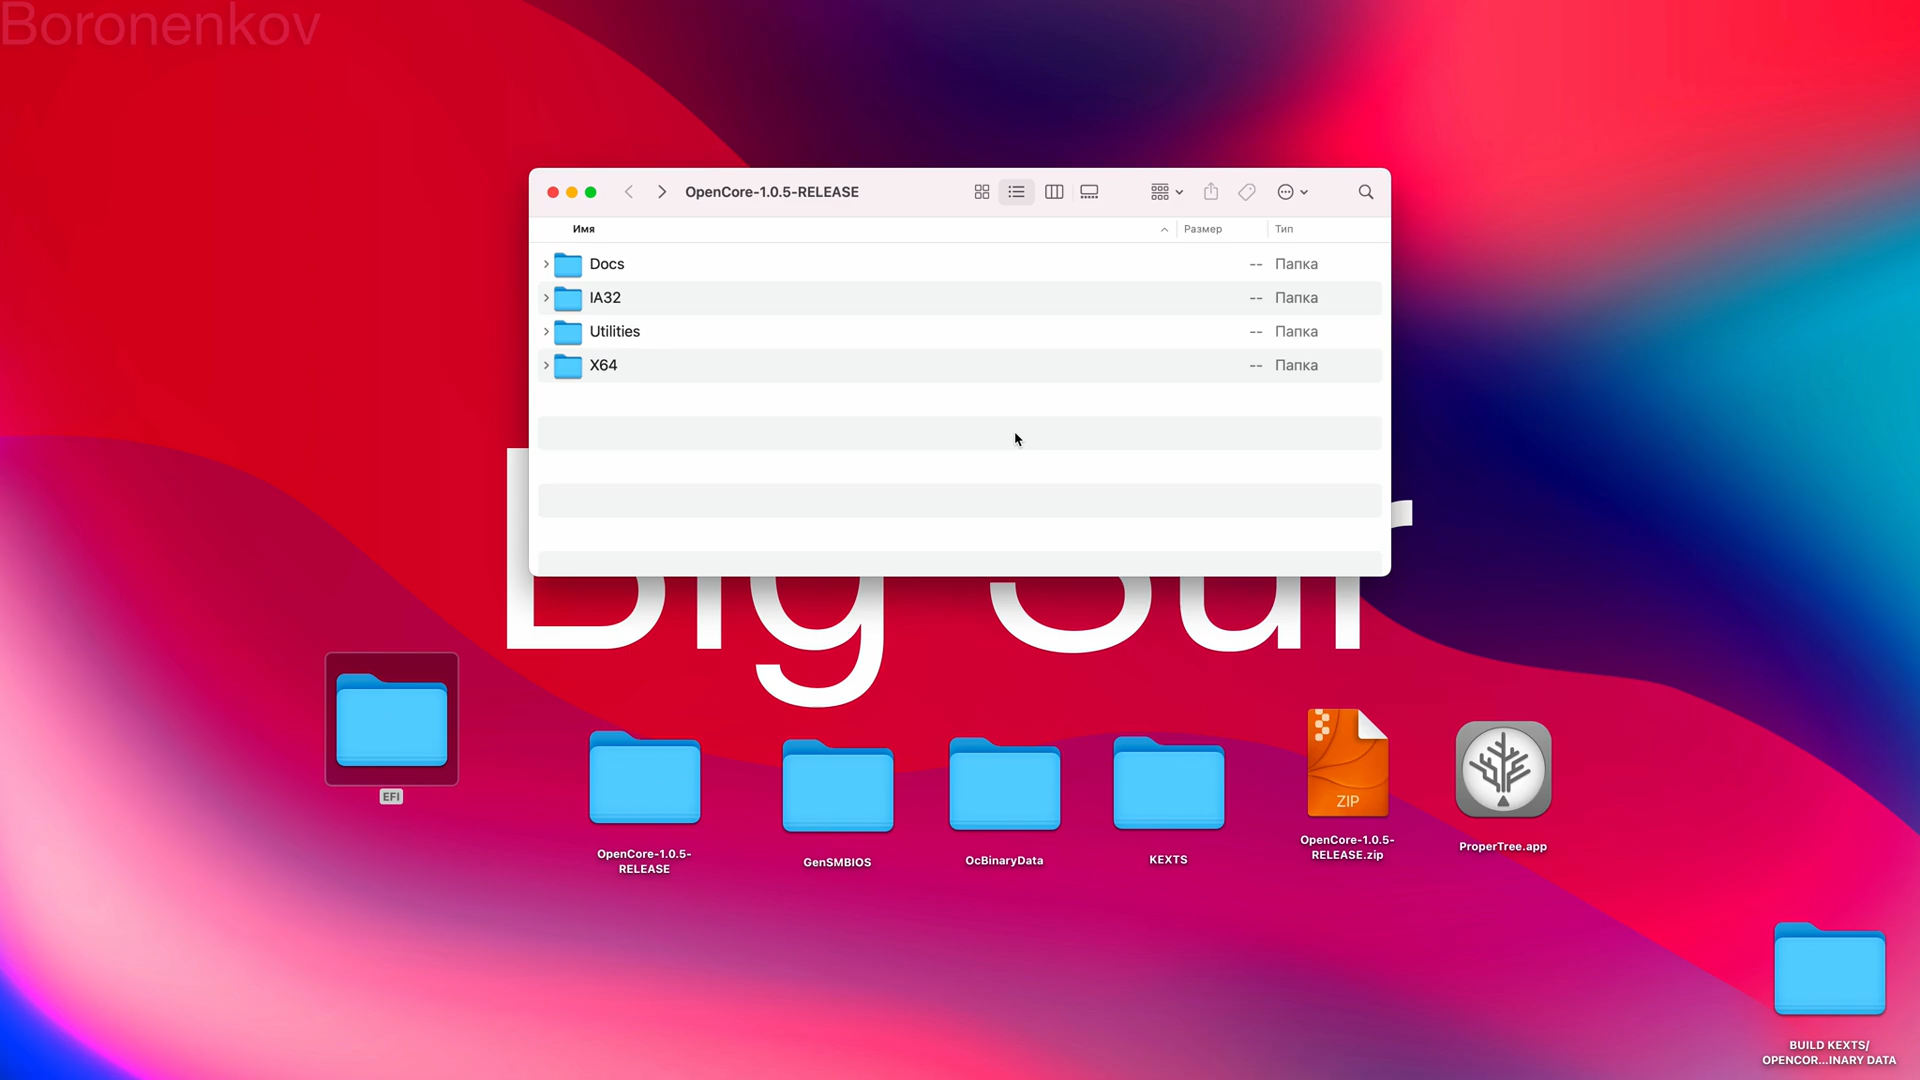 Boronenkov
OpenCore-1.0.5-RELEASE
Имя
Размер
Тип
Docs
--
Папка
IA32
--
Папка
Utilities
--
Папка
X64
--
Папка
Big Sur
EFI
OpenCore-1.0.5-
RELEASE
GenSMBIOS
OcBinaryData
KEXTS
ZIP
OpenCore-1.0.5-
RELEASE.zip
ProperTree.app
BUILD KEXTS/
OPENCOR...INARY DATA